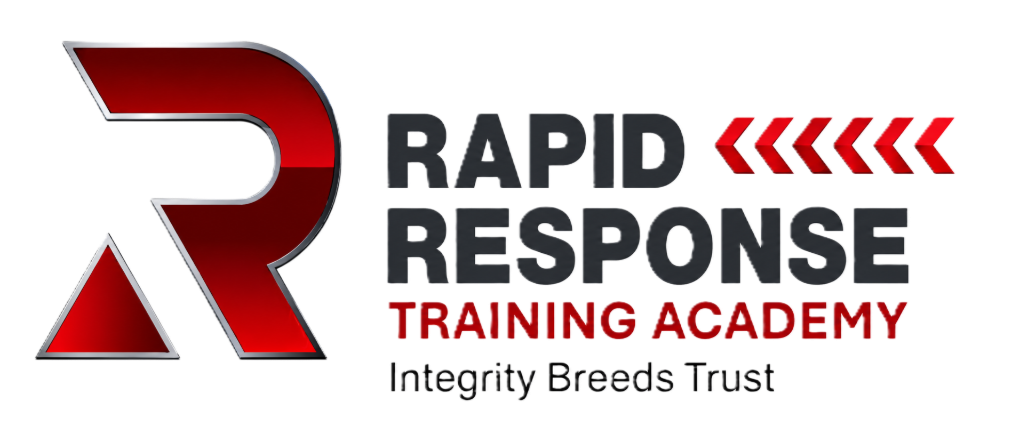 RAPID
RESPONSE
TRAINING ACADEMY
Integrity Breeds Trust